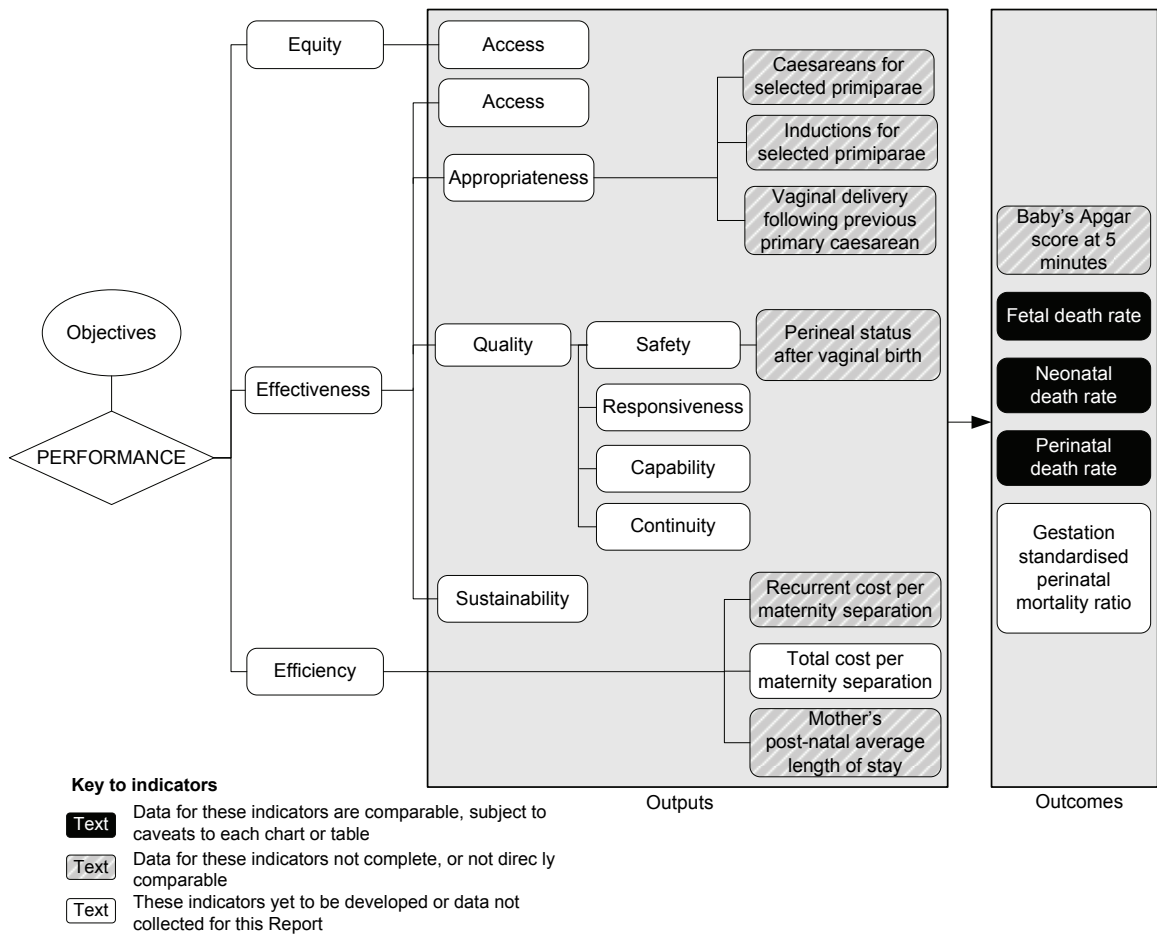 Equity
Access
Access
Caesareans for
selected primiparae
Inductions for
selected primiparae
Appropriateness
Vaginal delivery
following previous
primary caesarean
Baby's Apgar
score at 5
minutes
Objectives
Fetal death rate
Quality
Safety
Perineal status
after vaginal birth
Effectiveness
Neonatal
death rate
Responsiveness
PERFORMANCE
Perinatal
death rate
Capability
Continuity
Gestation
standardised
perinatal
mortality ratio
Sustainability
Recurrent cost per
maternity separation
Efficiency
Total cost per
maternity separation
Mother's
post-natal average
length of stay
Outputs
Outcomes
Key to indicators
Text Data for these indicators are comparable, subject to
caveats to each chart or table
Text Data for these indicators not complete, or not direc ly
comparable
Text These indicators yet to be developed or data not
collected for this Report